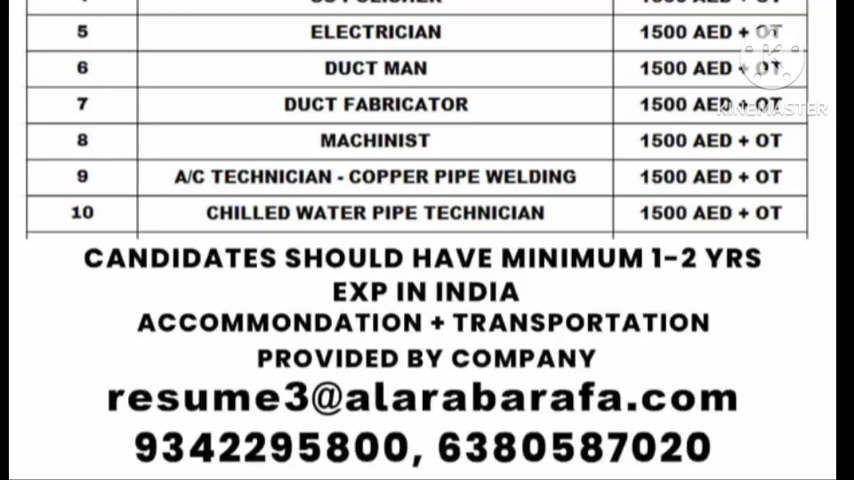 5 ELECTRICIAN 1500 AED + OT
6 DUCT MAN 1500 AED + OT
7 DUCT FABRICATOR 1500 AED + OT
8 MACHINIST 1500 AED + OT
9 A/C TECHNICIAN - COPPER PIPE WELDING 1500 AED + OT
10 CHILLED WATER PIPE TECHNICIAN 1500 AED + OT
KINEMASTER
CANDIDATES SHOULD HAVE MINIMUM 1-2 YRS
EXP IN INDIA
ACCOMMONDATION + TRANSPORTATION
PROVIDED BY COMPANY
resume3@alarabarafa.com
9342295800, 6380587020